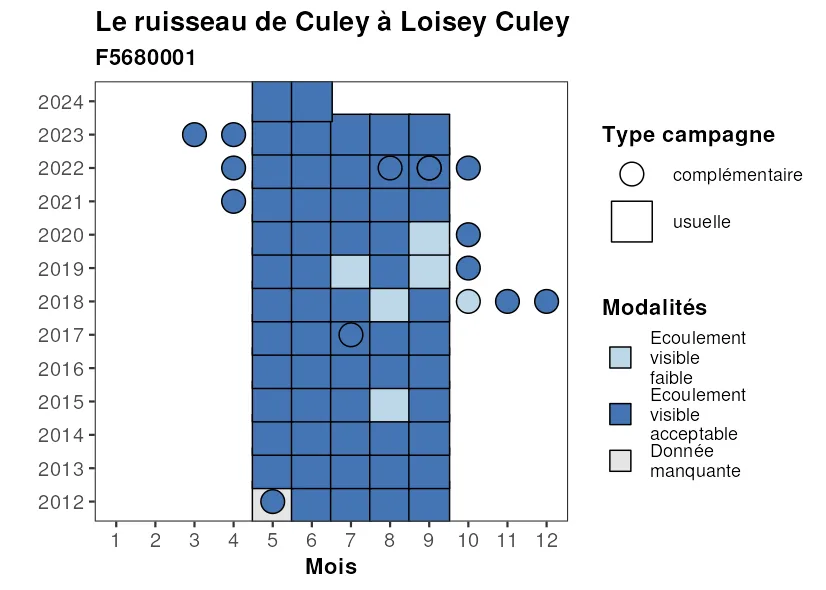 Le ruisseau de Culey à Loisey Culey
F5680001
2024
2023
2022
2021
2020
2019
2018
2017
2016
2015
2014
2013
2012
1 2 3 4 5 6 7 8 9 10 11 12
Mois
Type campagne
complémentaire
usuelle
Modalités
Ecoulement
visible
faible
Ecoulement
visible
acceptable
Donnée
manquante